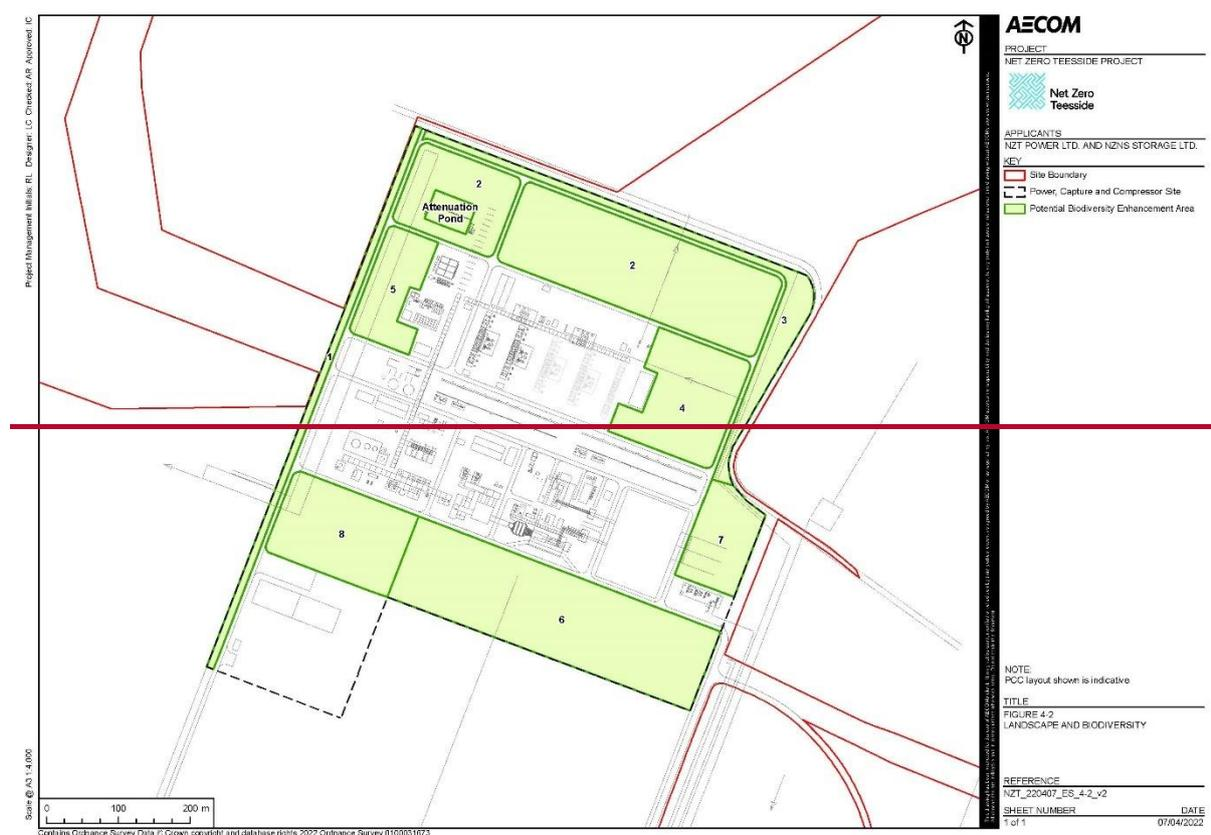 Project Management Initials: RL Designer: LC Checked: AR Approved: IC
Scale @ A3 1:4,000
N
2
Attenuation
Pond
2
5
3
1
4
8
7
6
0 100 200 m
Contains Ordnance Survey Data © Crown copyright and database rights 2022 Ordnance Survey 0100031673
AECOM
PROJECT
NET ZERO TEESSIDE PROJECT
Net Zero
Teesside
APPLICANTS
NZT POWER LTD. AND NZNS STORAGE LTD.
KEY
Site Boundary
Power, Capture and Compressor Site
Potential Biodiversity Enhancement Area
NOTE:
PCC layout shown is indicative
TITLE
FIGURE 4-2
LANDSCAPE AND BIODIVERSITY
REFERENCE
NZT_220407_ES_4-2_v2
SHEET NUMBER DATE
1 of 1 07/04/2022